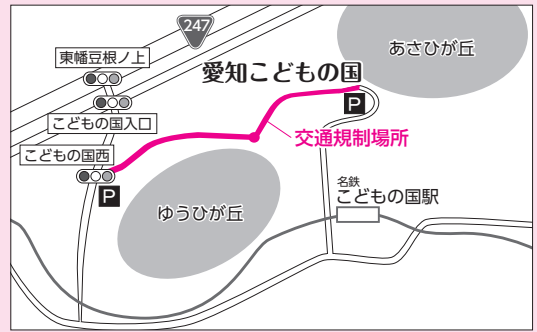 247
東幡豆根ノ上
あさひが丘
愛知こどもの国
こどもの国入口
P
交通規制場所
こどもの国西
P
名鉄
こどもの国駅
ゆうひが丘